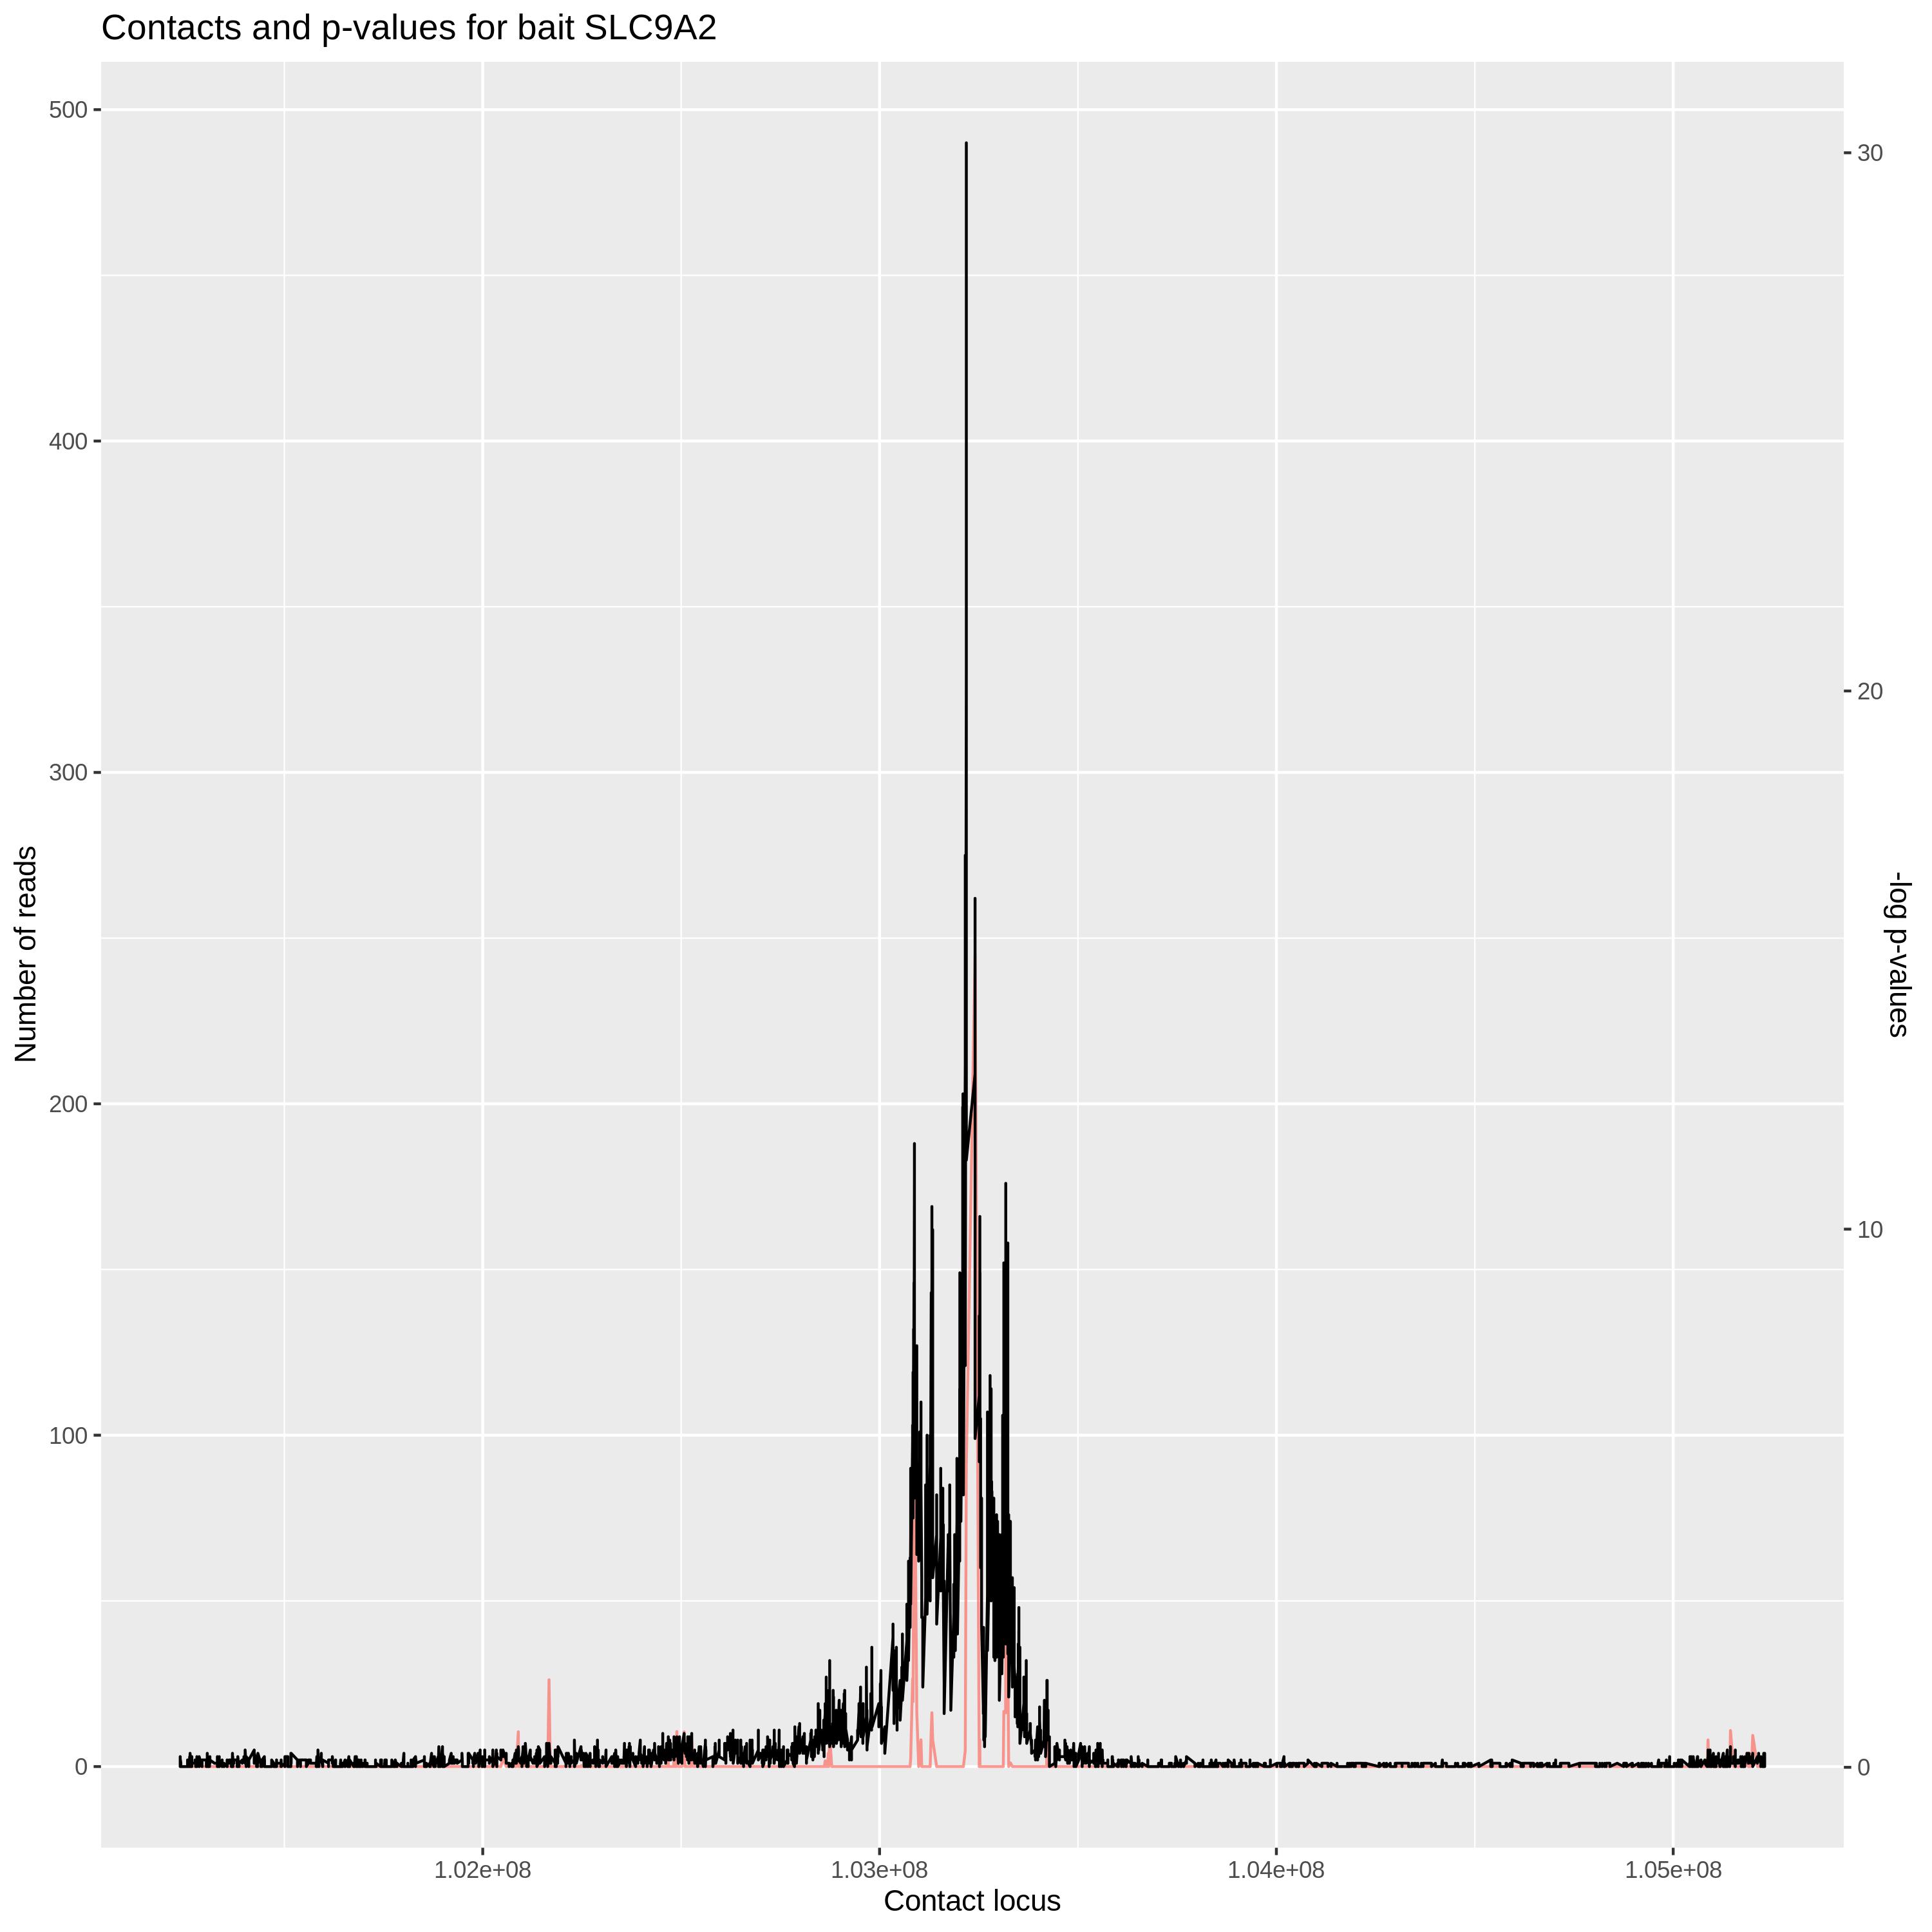 Contacts and p-values for bait SLC9A2
500
400
300
200
100
0
Number of reads
30
20
10
0
-log p-values
1.02e+08
1.03e+08
1.04e+08
1.05e+08
Contact locus